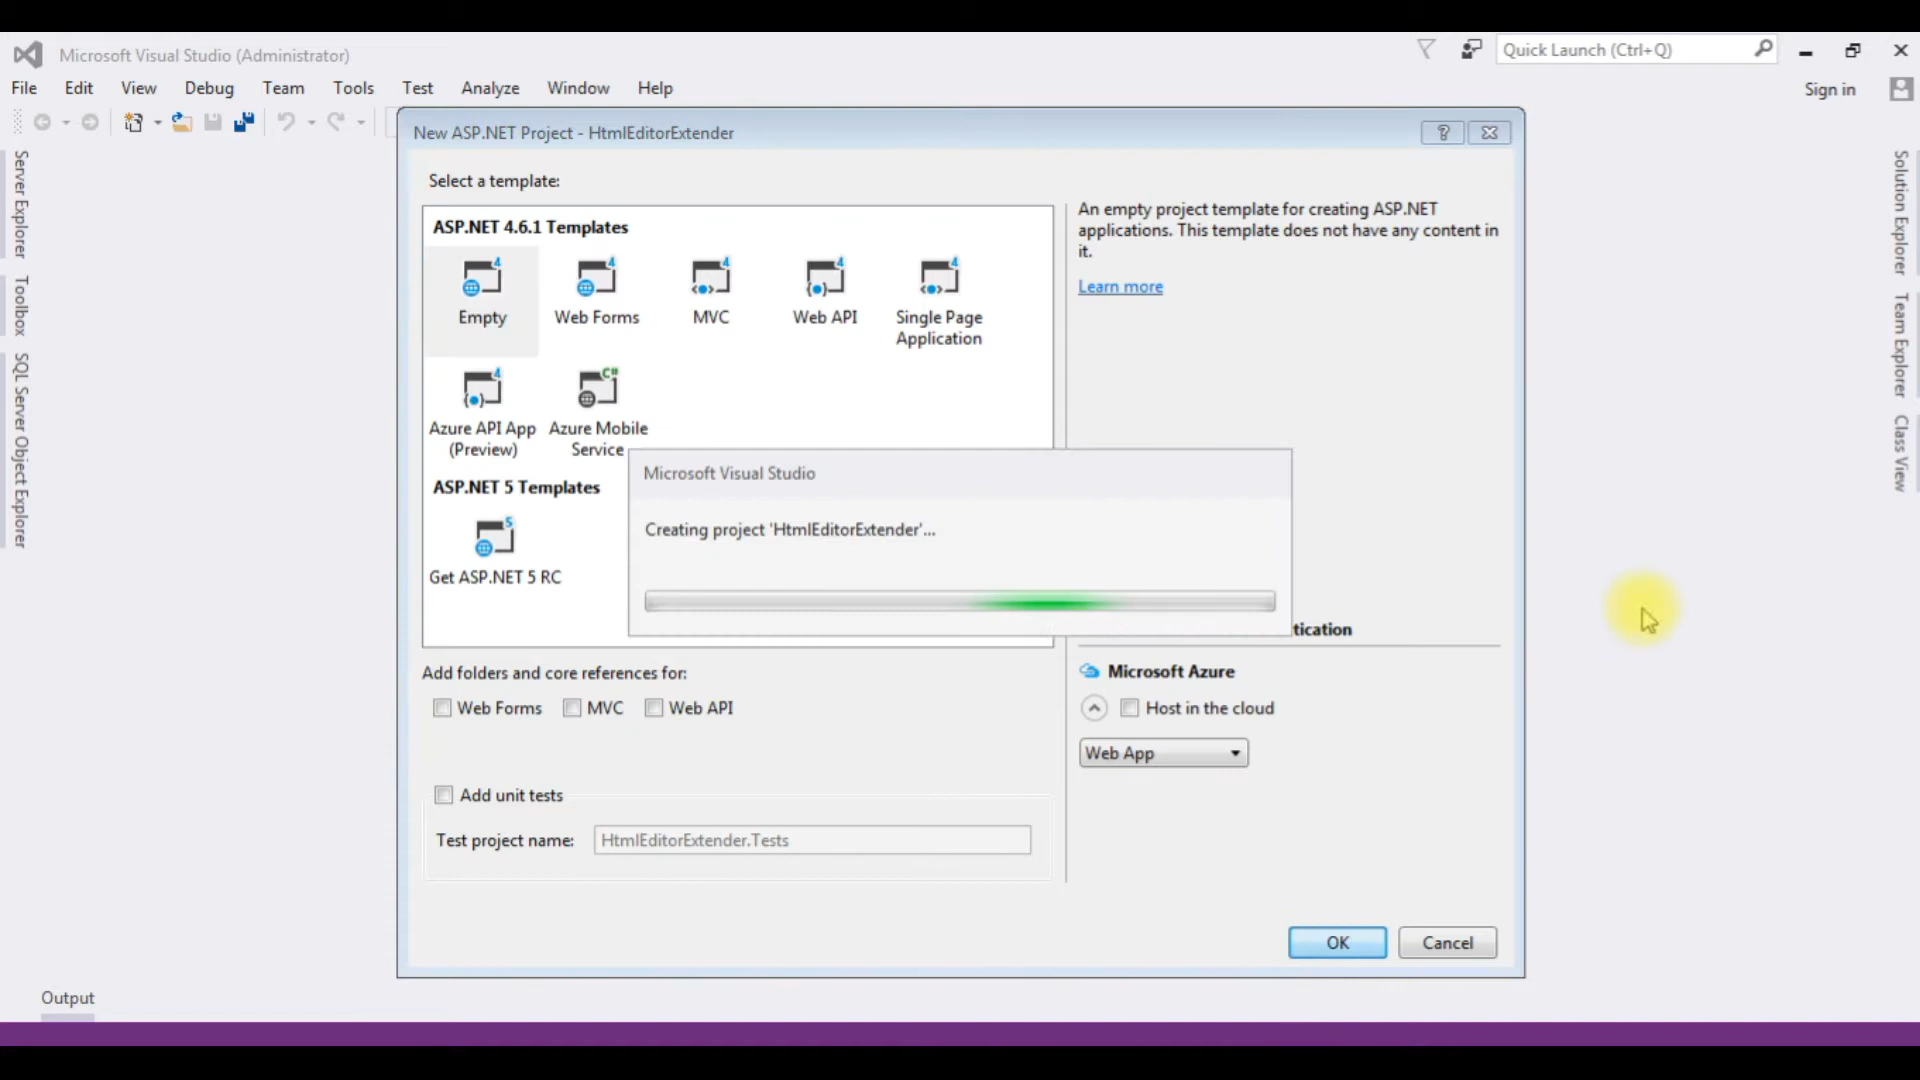 Microsoft Visual Studio (Administrator)
Quick Launch (Ctrl+Q)
File Edit View Debug Team Tools Test Analyze Window Help
Sign in
New ASP.NET Project - HtmlEditorExtender
Server Explorer
Toolbox
SQL Server Object Explorer
Select a template:
ASP.NET 4.6.1 Templates
Empty
Web Forms
MVC
Web API
Single Page
Application
Azure API App
(Preview)
Azure Mobile
Service
ASP.NET 5 Templates
Get ASP.NET 5 RC
An empty project template for creating ASP.NET
applications. This template does not have any content in
it.
Learn more
Microsoft Visual Studio
Creating project 'HtmlEditorExtender'...
tication
Add folders and core references for:
Web Forms MVC Web API
Add unit tests
Test project name: HtmlEditorExtender.Tests
Microsoft Azure
Host in the cloud
Web App
OK Cancel
Solution Explorer
Team Explorer
Class View
Output